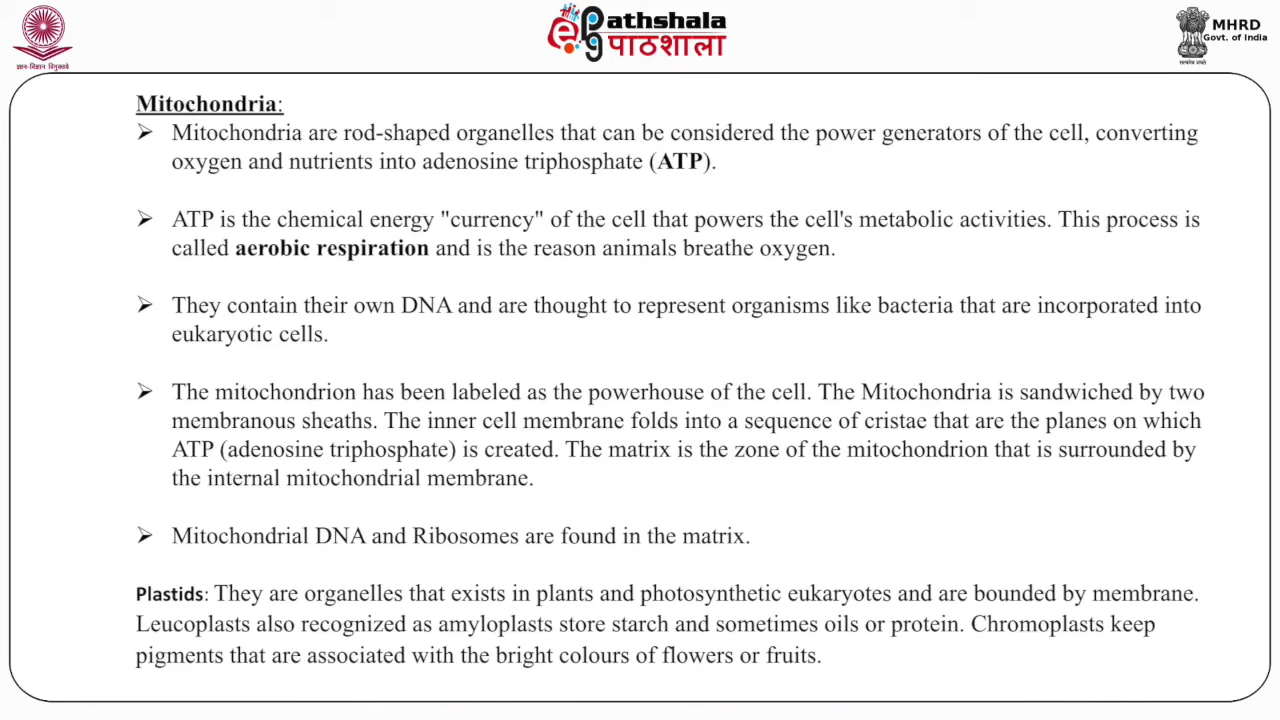 ज्ञान-विज्ञान विमुक्तये
ePG Pathshala
पाठशाला
MHRD
Govt. of India
सत्यमेव जयते
Mitochondria:
➢ Mitochondria are rod-shaped organelles that can be considered the power generators of the cell, converting
oxygen and nutrients into adenosine triphosphate (ATP).
➢ ATP is the chemical energy "currency" of the cell that powers the cell's metabolic activities. This process is
called aerobic respiration and is the reason animals breathe oxygen.
➢ They contain their own DNA and are thought to represent organisms like bacteria that are incorporated into
eukaryotic cells.
➢ The mitochondrion has been labeled as the powerhouse of the cell. The Mitochondria is sandwiched by two
membranous sheaths. The inner cell membrane folds into a sequence of cristae that are the planes on which
ATP (adenosine triphosphate) is created. The matrix is the zone of the mitochondrion that is surrounded by
the internal mitochondrial membrane.
➢ Mitochondrial DNA and Ribosomes are found in the matrix.
Plastids: They are organelles that exists in plants and photosynthetic eukaryotes and are bounded by membrane.
Leucoplasts also recognized as amyloplasts store starch and sometimes oils or protein. Chromoplasts keep
pigments that are associated with the bright colours of flowers or fruits.